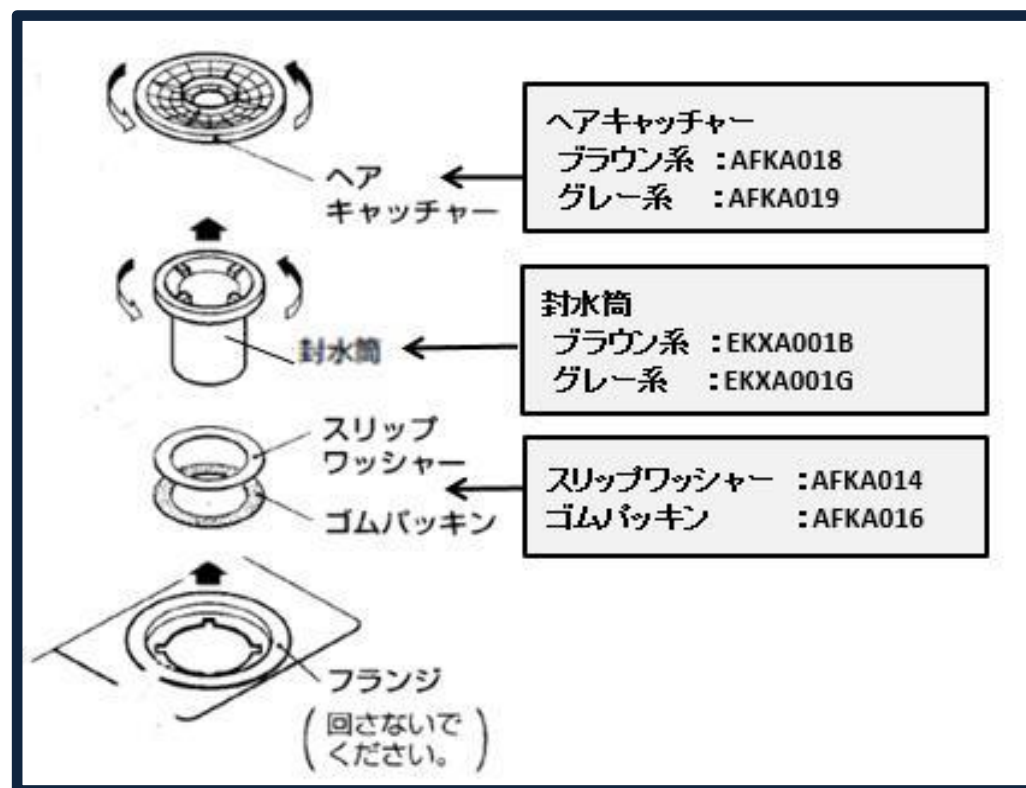 ヘア
キャッチャー
ヘアキャッチャー
ブラウン系 :AFKA018
グレー系 :AFKA019
封水筒
封水筒
ブラウン系 :EKXA001B
グレー系 :EKXA001G
スリップ
ワッシャー
ゴムパッキン
スリップワッシャー :AFKA014
ゴムパッキン :AFKA016
フランジ
(回さないで
ください。)